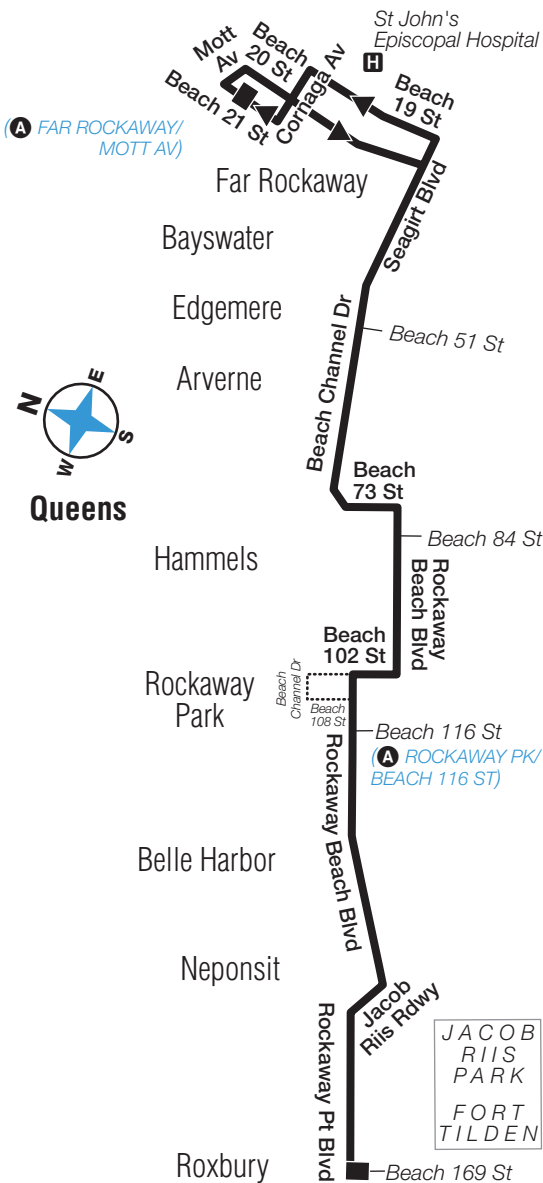 St John's
Episcopal Hospital
H
Mott
Av
Beach
20 St
Cornaga Av
Beach
19 St
Beach 21 St
(A FAR ROCKAWAY/
MOTT AV)
Far Rockaway
Seagirt Blvd
Bayswater
Edgemere
Beach Channel Dr
Beach 51 St
Arverne
N
E
S
W
Queens
Beach
73 St
Beach 84 St
Hammels
Rockaway
Beach Blvd
Beach
102 St
Rockaway
Park
Beach
Channel Dr
Beach
108 St
Beach 116 St
(A ROCKAWAY PK/
BEACH 116 ST)
Rockaway Beach Blvd
Belle Harbor
Neponsit
Jacob
Riis Rdwy
Rockaway Pt Blvd
JACOB
RIIS
PARK
FORT
TILDEN
Roxbury
Beach 169 St